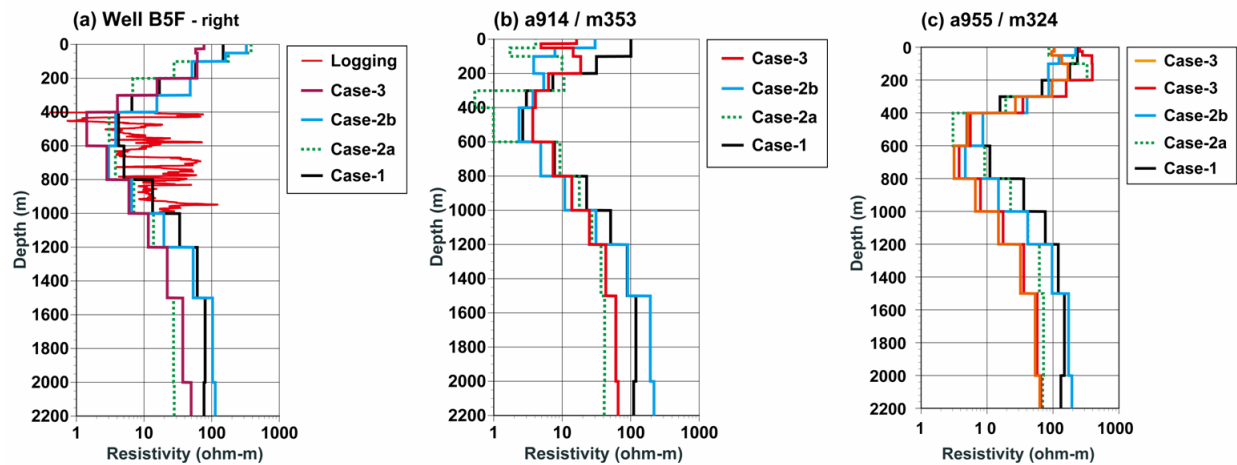 (a) Well B5F - right
0
200
400
600
800
1000
1200
1400
1600
1800
2000
2200
Depth (m)
1
10
100
1000
Resistivity (ohm-m)
Logging
Case-3
Case-2b
Case-2a
Case-1
(b) a914 / m353
0
200
400
600
800
1000
1200
1400
1600
1800
2000
2200
Depth (m)
1
10
100
1000
Resistivity (ohm-m)
Case-3
Case-2b
Case-2a
Case-1
(c) a955 / m324
0
200
400
600
800
1000
1200
1400
1600
1800
2000
2200
Depth (m)
1
10
100
1000
Resistivity (ohm-m)
Case-3
Case-3
Case-2b
Case-2a
Case-1